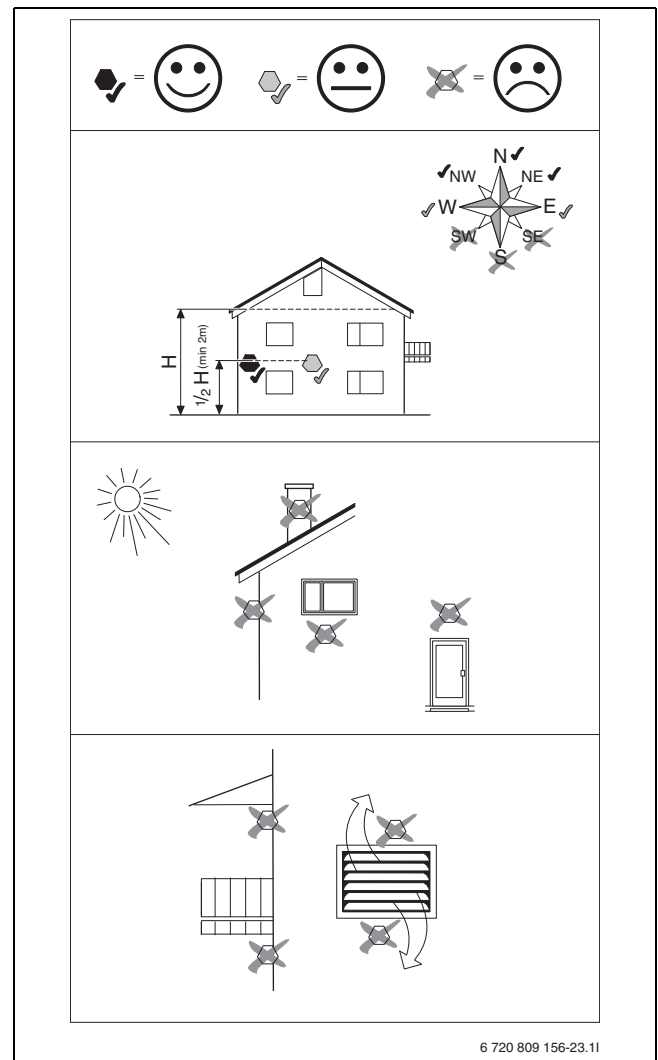 =
=
=
N
NW
NE
W
E
SW
SE
S
H
1/2 H (min 2m)
6 720 809 156-23.1I